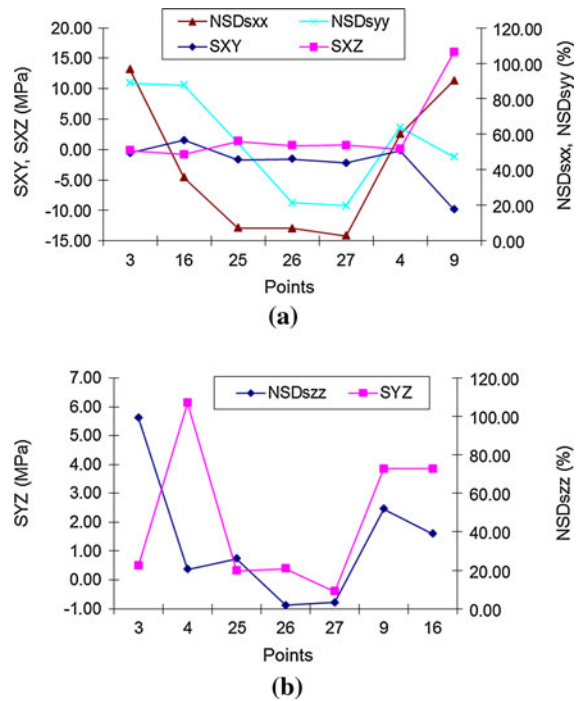 NSDsxx NSDsyy
SXY SXZ
20.00
15.00
10.00
5.00
0.00
-5.00
-10.00
-15.00
SXY, SXZ (MPa)
120.00
100.00
80.00
60.00
40.00
20.00
0.00
NSDsxx, NSDsyy (%)
3 16 25 26 27 4 9
Points
(a)
NSDszz SYZ
7.00
6.00
5.00
4.00
3.00
2.00
1.00
0.00
-1.00
SYZ (MPa)
120.00
100.00
80.00
60.00
40.00
20.00
0.00
NSDszz (%)
3 4 25 26 27 9 16
Points
(b)